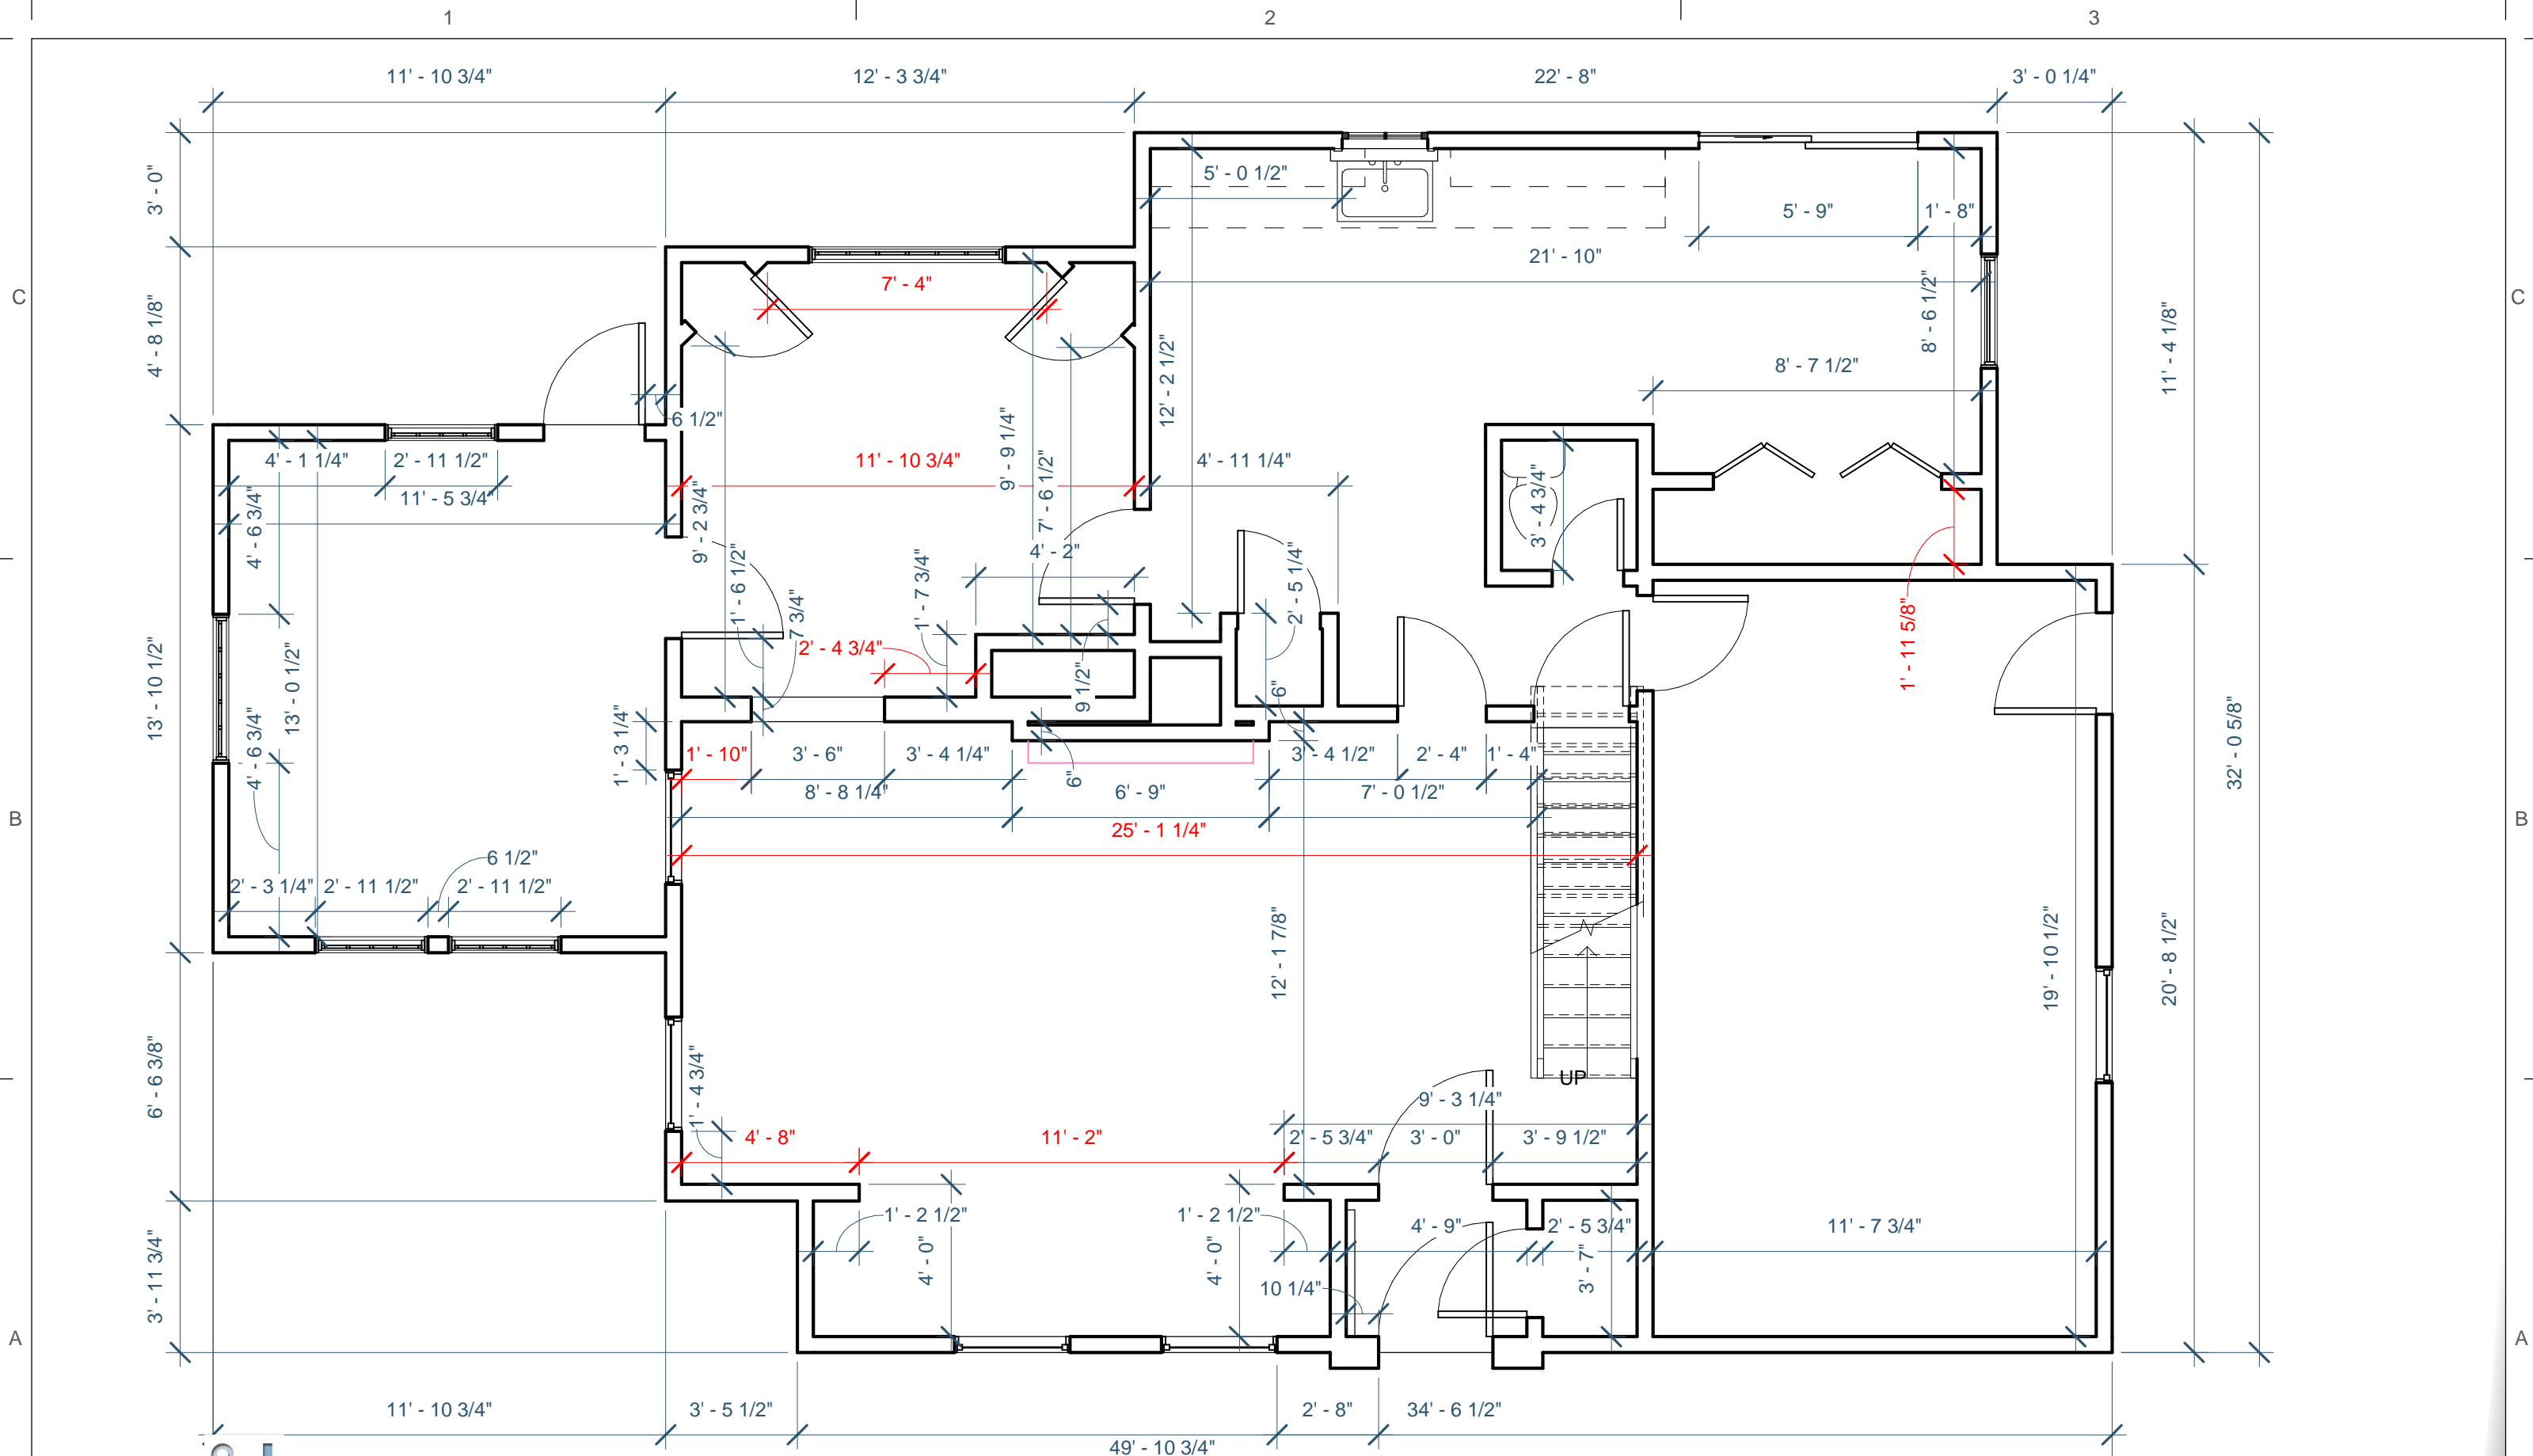 1 2 3
11' - 10 3/4" 12' - 3 3/4" 22' - 8" 3' - 0 1/4"
3' - 0"
5' - 0 1/2"
5' - 9" 1' - 8"
21' - 10"
7' - 4"
C C
4' - 8 1/8"
8' - 6 1/2"
11' - 4 1/8"
12' - 2 1/2"
8' - 7 1/2"
6 1/2"
4' - 1 1/4" 2' - 11 1/2"
11' - 10 3/4"
9' - 9 1/4"
4' - 11 1/4"
11' - 5 3/4"
7' - 6 1/2"
3' - 4 3/4"
4' - 6 3/4"
9' - 2 3/4"
4' - 2"
1' - 6 1/2"
1' - 7 3/4"
2' - 5 1/4"
7 3/4"
2' - 4 3/4"
1' - 11 5/8"
13' - 10 1/2"
13' - 0 1/2"
9 1/2"
6"
4' - 6 3/4"
1' - 3 1/4"
32' - 0 5/8"
1' - 10" 3' - 6" 3' - 4 1/4" 3' - 4 1/2" 2' - 4" 1' - 4"
6"
8' - 8 1/4" 6' - 9" 7' - 0 1/2"
B B
25' - 1 1/4"
6 1/2"
2' - 3 1/4" 2' - 11 1/2" 2' - 11 1/2"
12' - 1 7/8"
19' - 10 1/2"
20' - 8 1/2"
6' - 6 3/8"
1' - 4 3/4"
UP
9' - 3 1/4"
4' - 8" 11' - 2" 2' - 5 3/4" 3' - 0" 3' - 9 1/2"
1' - 2 1/2" 1' - 2 1/2" 4' - 9" 2' - 5 3/4" 11' - 7 3/4"
3' - 11 3/4"
4' - 0" 4' - 0" 3' - 7"
10 1/4"
A A
11' - 10 3/4" 3' - 5 1/2" 2' - 8" 34' - 6 1/2"
49' - 10 3/4"